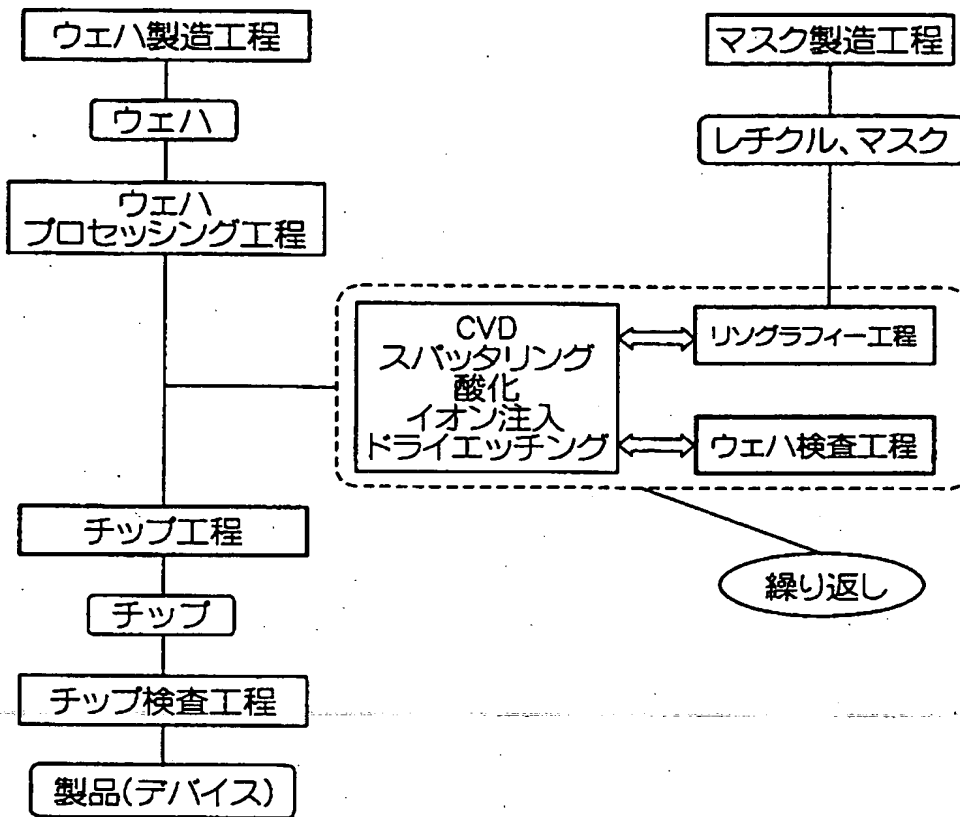 ウェハ製造工程
ウェハ
ウェハ
プロセッシング工程
チップ工程
チップ
チップ検査工程
製品(デバイス)
マスク製造工程
レチクル、マスク
CVD
スパッタリング
酸化
イオン注入
ドライエッチング
リソグラフィー工程
ウェハ検査工程
繰り返し